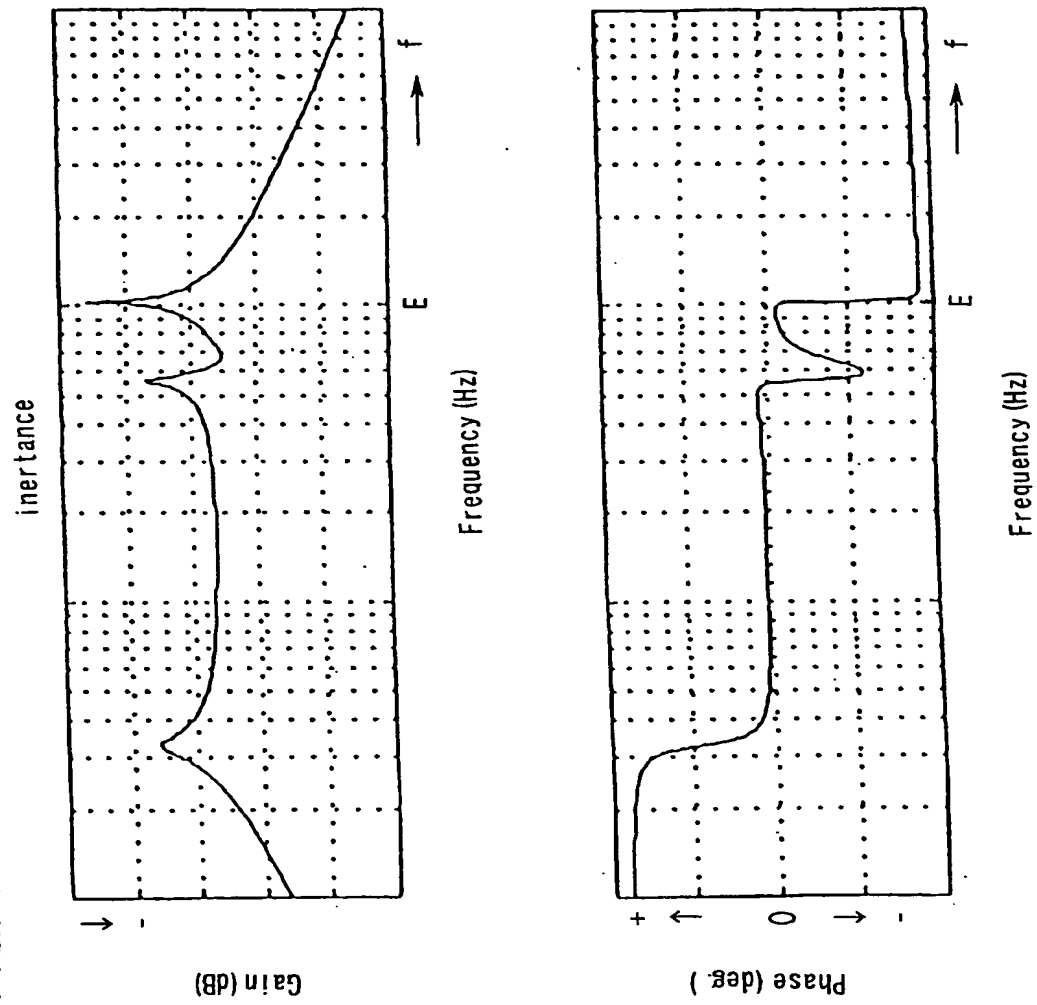 inertance
Gain (dB)
-
E
f
Frequency (Hz)
Phase (deg.)
+
0
-
E
f
Frequency (Hz)